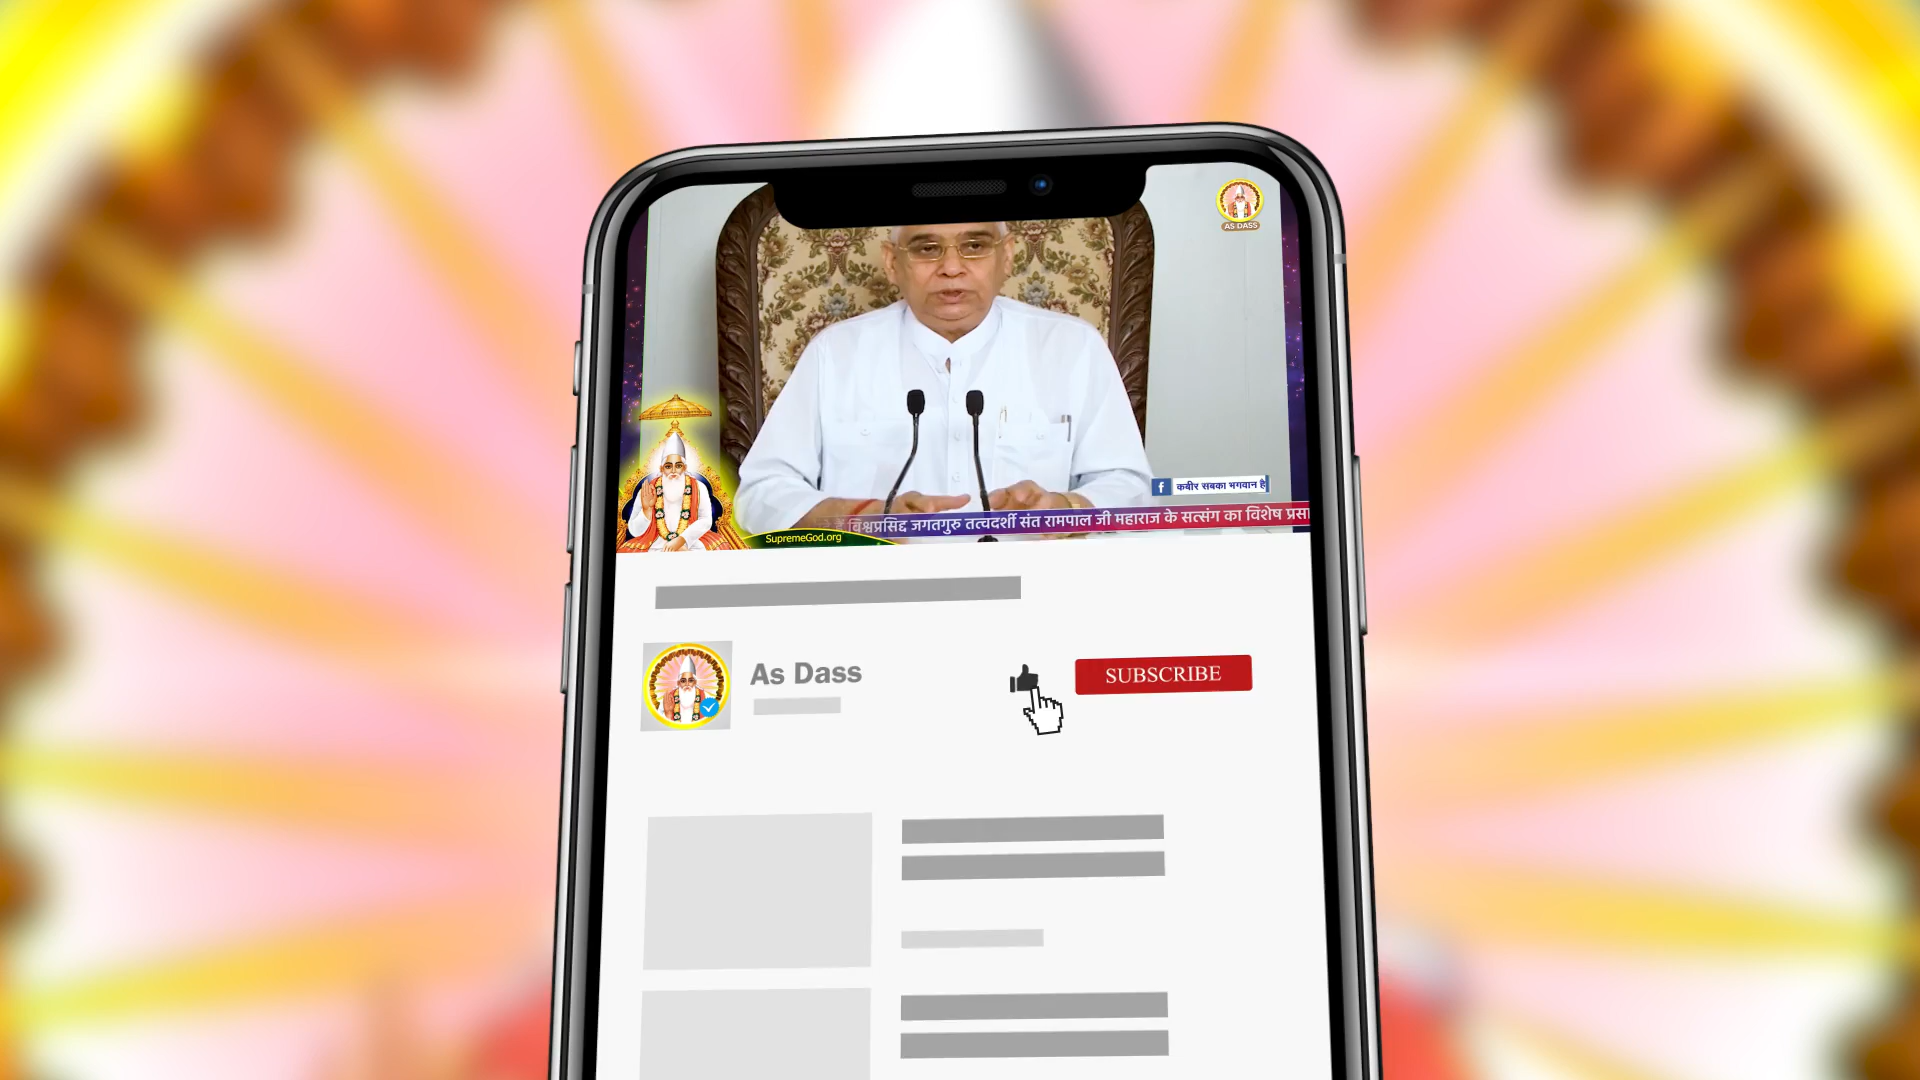 AS DASS
कबीर सबका भगवान है
विश्वप्रसिद्द जगतगुरु तत्वदर्शी संत रामपाल जी महाराज के सत्संग का विशेष प्रसा
SupremeGod.org
As Dass
SUBSCRIBE